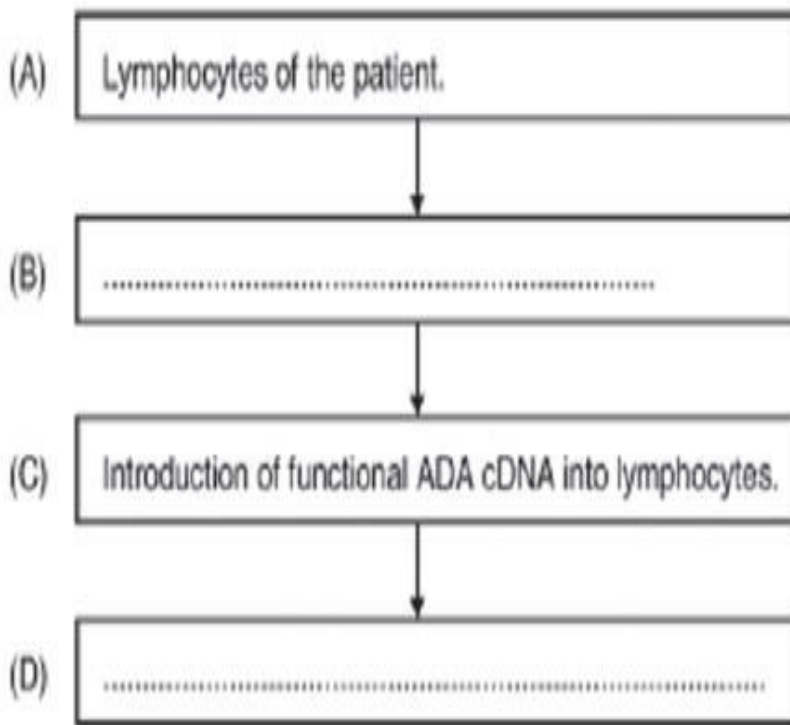 (A) Lymphocytes of the patient.
(B) ............................................................
(C) Introduction of functional ADA cDNA into lymphocytes.
(D) ........................................................................